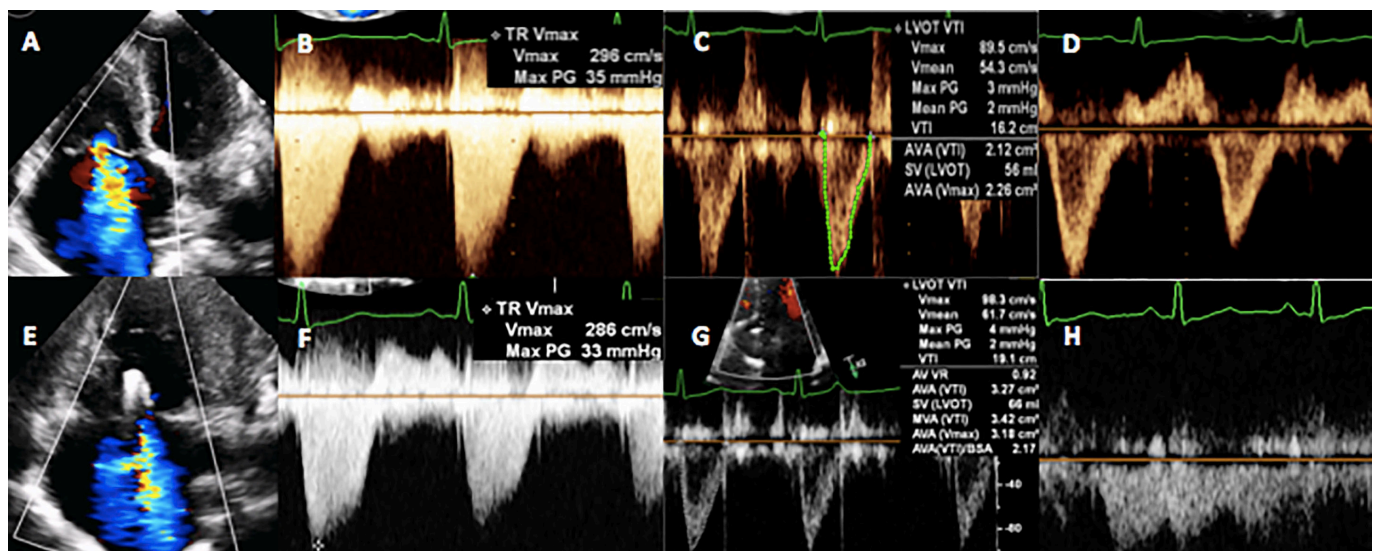 A
B
TR Vmax
Vmax 296 cm/s
Max PG 35 mmHg
C
LVOT VTI
Vmax 89.5 cm/s
Vmean 54.3 cm/s
Max PG 3 mmHg
Mean PG 2 mmHg
VTI 16.2 cm
AVA (VTI) 2.12 cm²
SV (LVOT) 56 ml
AVA (Vmax) 2.26 cm²
D
E
F
TR Vmax
Vmax 286 cm/s
Max PG 33 mmHg
G
LVOT VTI
Vmax 98.3 cm/s
Vmean 61.7 cm/s
Max PG 4 mmHg
Mean PG 2 mmHg
VTI 19.1 cm
AV VR 0.92
AVA (VTI) 3.27 cm²
SV (LVOT) 66 ml
MVA (VTI) 3.42 cm²
AVA (Vmax) 3.18 cm²
AVA(VTI)/BSA 2.17
-40
-80
H